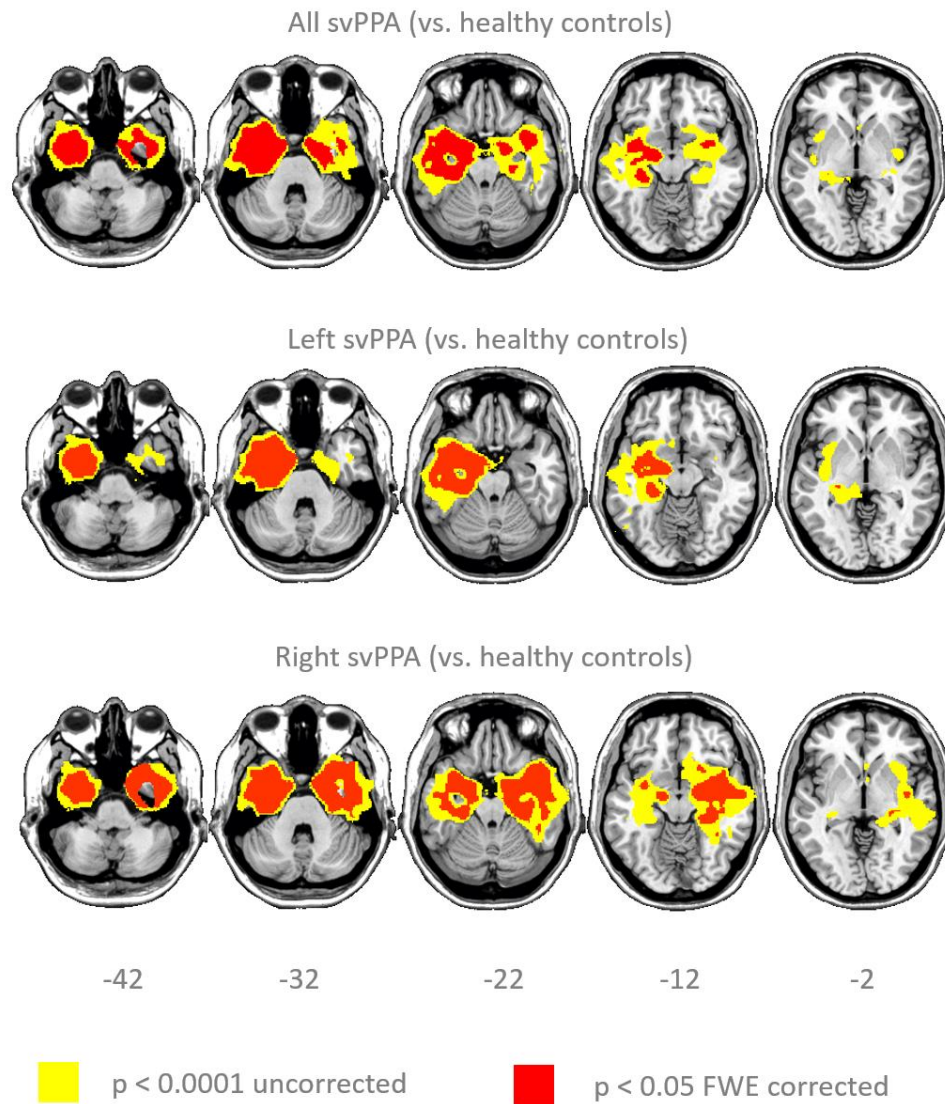 All svPPA (vs. healthy controls)
Left svPPA (vs. healthy controls)
Right svPPA (vs. healthy controls)
-42 -32 -22 -12 -2
p < 0.0001 uncorrected p < 0.05 FWE corrected